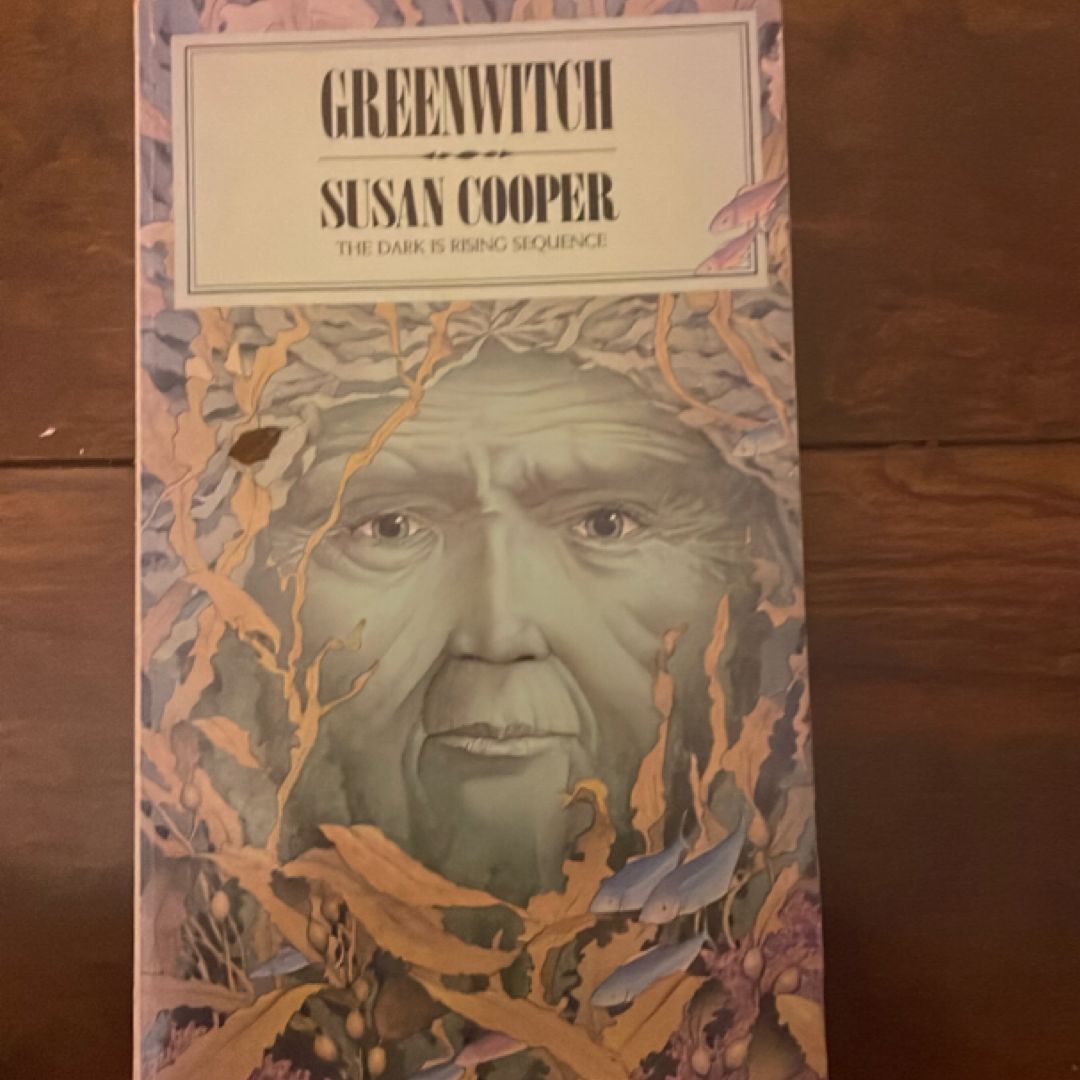 GREENWITCH
SUSAN COOPER
THE DARK IS RISING SEQUENCE